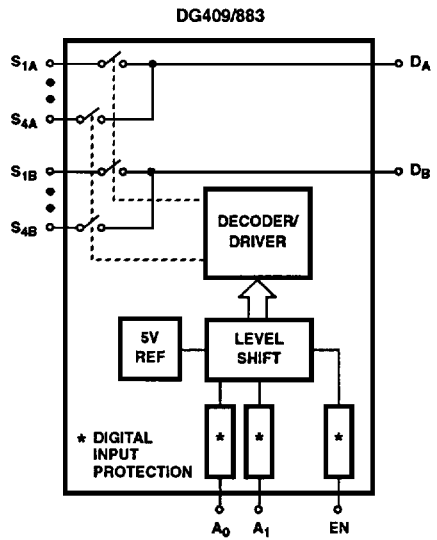 DG409/883
S1A
DA
S4A
S1B
DB
S4B
DECODER/
DRIVER
5V
REF
LEVEL
SHIFT
* DIGITAL
INPUT
PROTECTION
*
*
*
A0
A1
EN